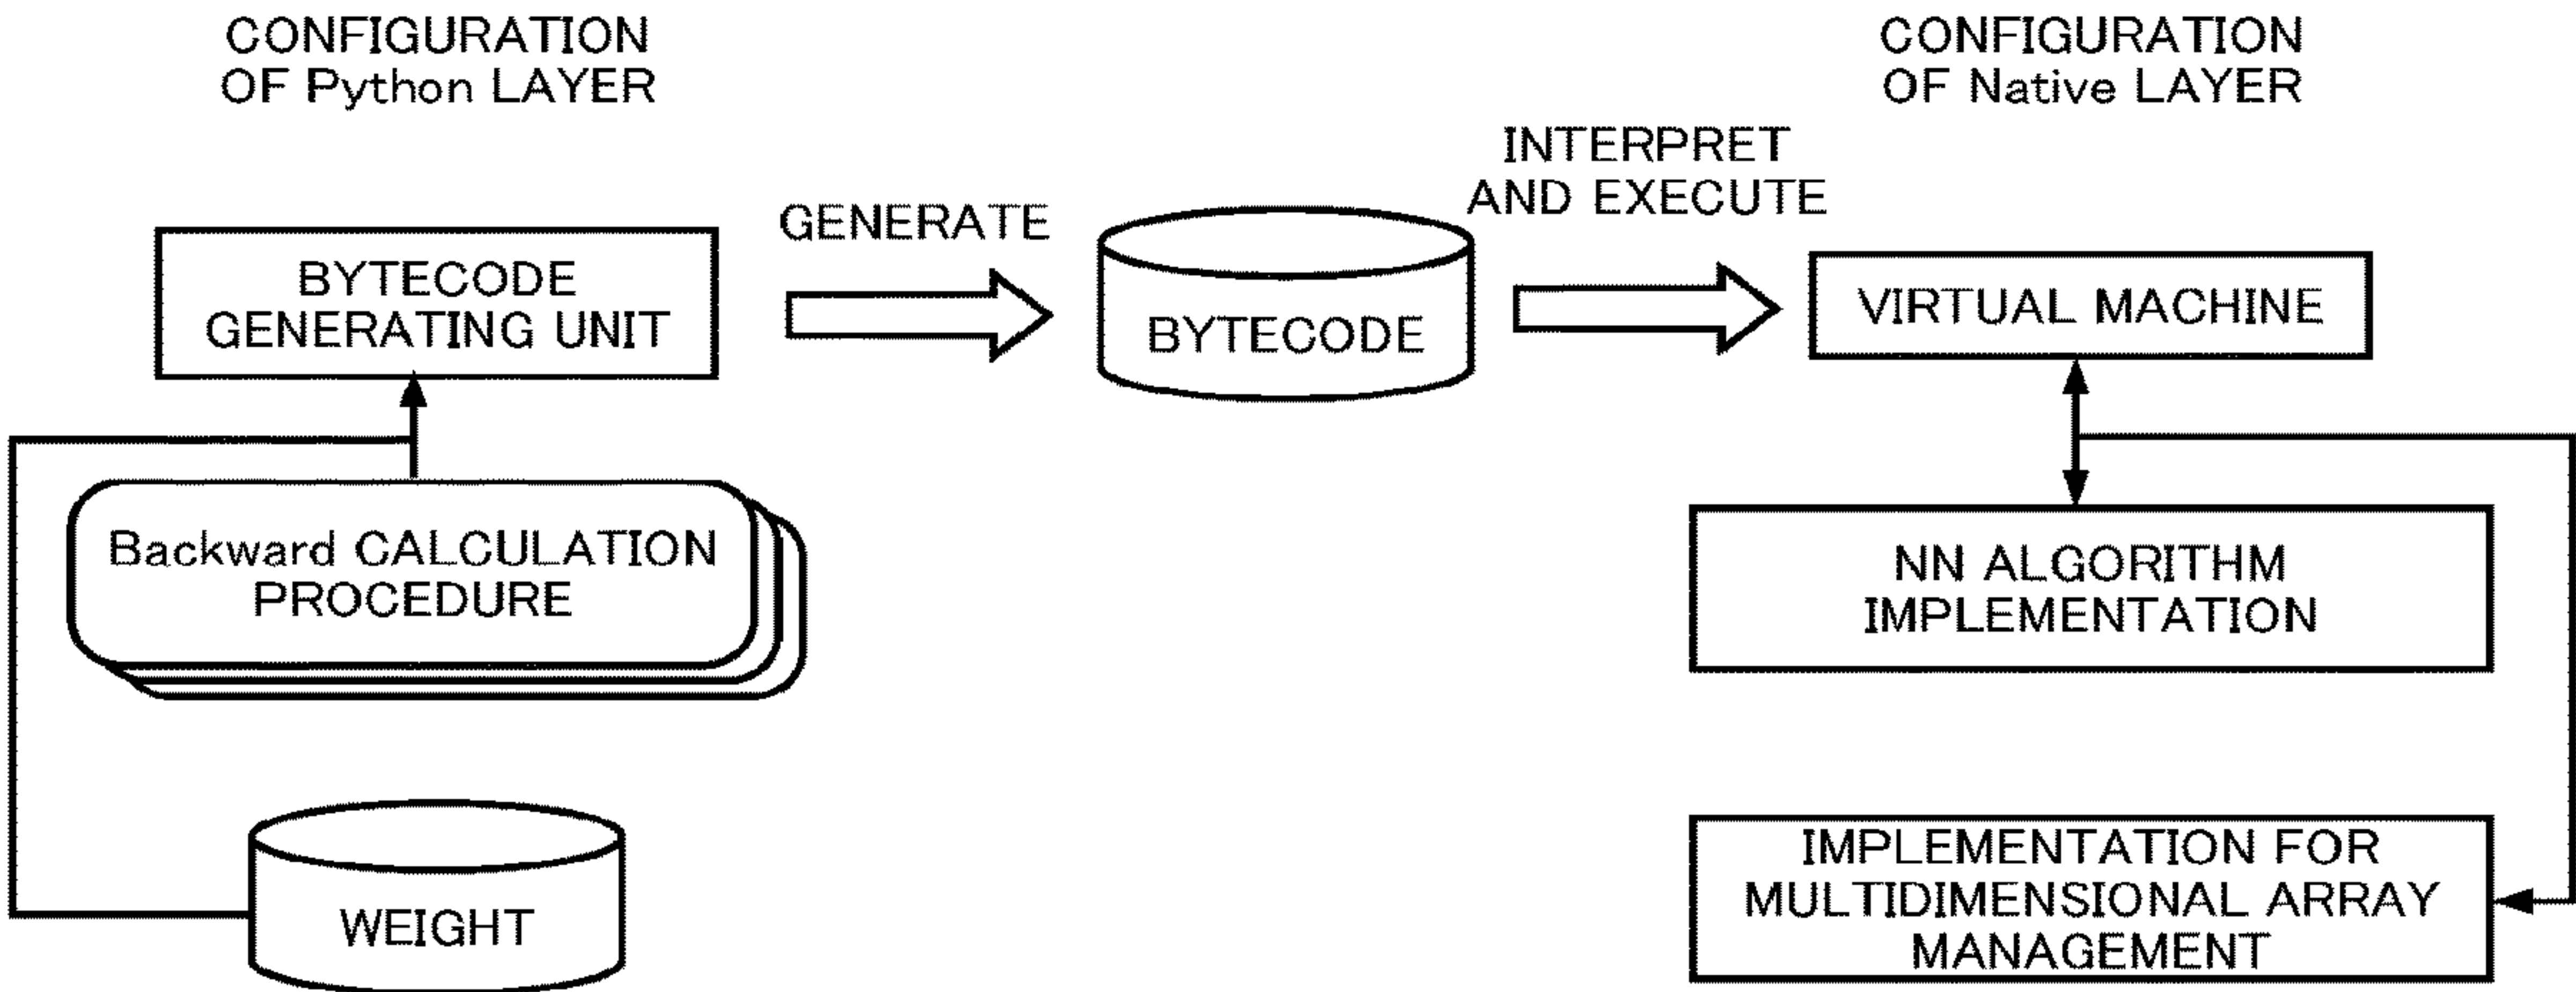 CONFIGURATION
OF Python LAYER
CONFIGURATION
OF Native LAYER
INTERPRET
AND EXECUTE
GENERATE
BYTECODE
GENERATING UNIT
BYTECODE
VIRTUAL MACHINE
Backward CALCULATION
PROCEDURE
NN ALGORITHM
IMPLEMENTATION
WEIGHT
IMPLEMENTATION FOR
MULTIDIMENSIONAL ARRAY
MANAGEMENT